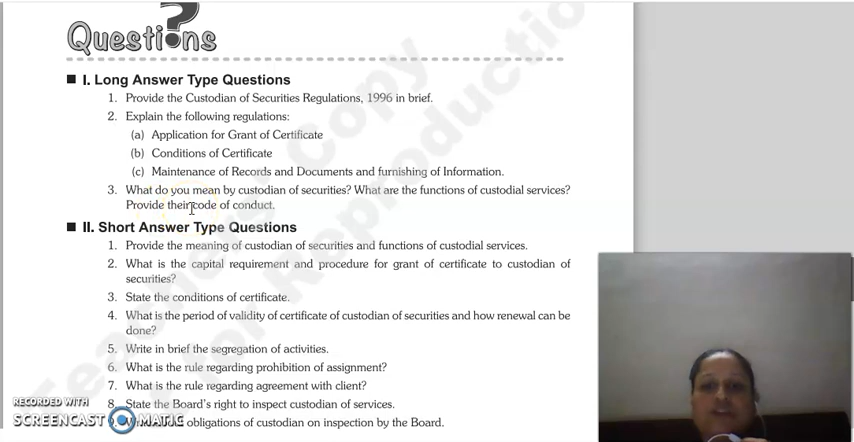 Questions
I. Long Answer Type Questions
1. Provide the Custodian of Securities Regulations, 1996 in brief.
2. Explain the following regulations:
(a) Application for Grant of Certificate
(b) Conditions of Certificate
(c) Maintenance of Records and Documents and furnishing of Information.
3. What do you mean by custodian of securities? What are the functions of custodial services?
Provide their code of conduct.
II. Short Answer Type Questions
1. Provide the meaning of custodian of securities and functions of custodial services.
2. What is the capital requirement and procedure for grant of certificate to custodian of
securities?
3. State the conditions of certificate.
4. What is the period of validity of certificate of custodian of securities and how renewal can be
done?
5. Write in brief the segregation of activities.
6. What is the rule regarding prohibition of assignment?
7. What is the rule regarding agreement with client?
8. State the Board's right to inspect custodian of services.
obligations of custodian on inspection by the Board.
Teachers' Copy
for Reproduction
RECORDED WITH
SCREENCAST MATIC